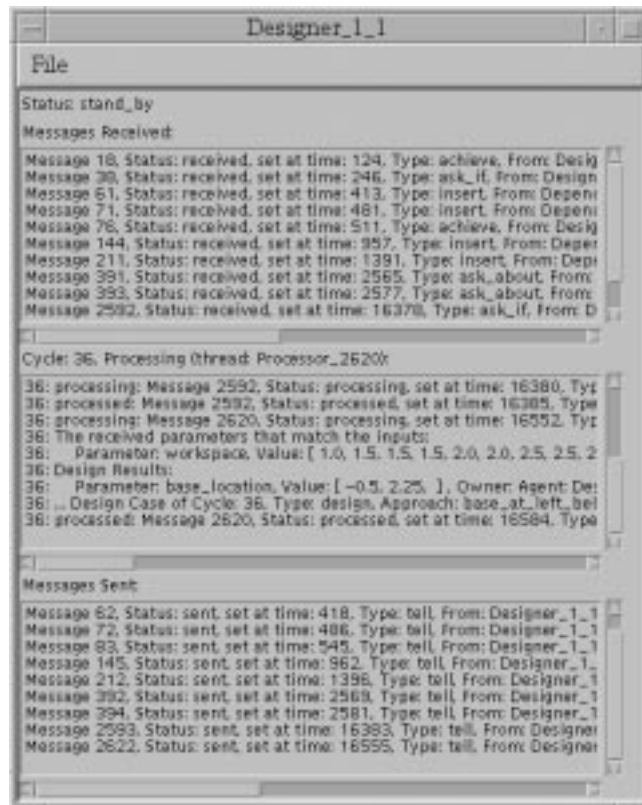 Designer_1_1
File
Status: stand_by
Messages Received:
Message 18, Status: received, set at time: 124, Type: achieve, From: Desig
Message 38, Status: received, set at time: 246, Type: ask_if, From: Design
Message 61, Status: received, set at time: 413, Type: insert, From: Depen
Message 71, Status: received, set at time: 481, Type: insert, From: Depen
Message 76, Status: received, set at time: 511, Type: achieve, From: Desig
Message 144, Status: received, set at time: 957, Type: insert, From: Deper
Message 211, Status: received, set at time: 1391, Type: insert, From: Depe
Message 391, Status: received, set at time: 2565, Type: ask_about, From:
Message 393, Status: received, set at time: 2577, Type: ask_about, From:
Message 2592, Status: received, set at time: 16378, Type: ask_if, From: D
Cycle: 36, Processing (thread: Processor_2620):
36: processing: Message 2592, Status: processing, set at time: 16380, Typ
36: processed: Message 2592, Status: processed, set at time: 16385, Type
36: processing: Message 2620, Status: processing, set at time: 16552, Typ
36: The received parameters that match the inputs:
36: Parameter: workspace, Value: [ 1.0, 1.5, 1.5, 1.5, 2.0, 2.0, 2.5, 2.5, 2
36: Design Results:
36: Parameter: base_location, Value: [ -0.5, 2.25, ] , Owner: Agent: De
36: ... Design Case of Cycle: 36, Type: design, Approach: base_at_left_bel
36: processed: Message 2620, Status: processed, set at time: 16584, Type
Messages Sent:
Message 62, Status: sent, set at time: 418, Type: tell, From: Designer_1_1
Message 72, Status: sent, set at time: 486, Type: tell, From: Designer_1_1
Message 83, Status: sent, set at time: 545, Type: tell, From: Designer_1_1
Message 145, Status: sent, set at time: 962, Type: tell, From: Designer_1_
Message 212, Status: sent, set at time: 1396, Type: tell, From: Designer_1
Message 392, Status: sent, set at time: 2569, Type: tell, From: Designer_1
Message 394, Status: sent, set at time: 2581, Type: tell, From: Designer_1
Message 2593, Status: sent, set at time: 16383, Type: tell, From: Designer
Message 2622, Status: sent, set at time: 16555, Type: tell, From: Designer